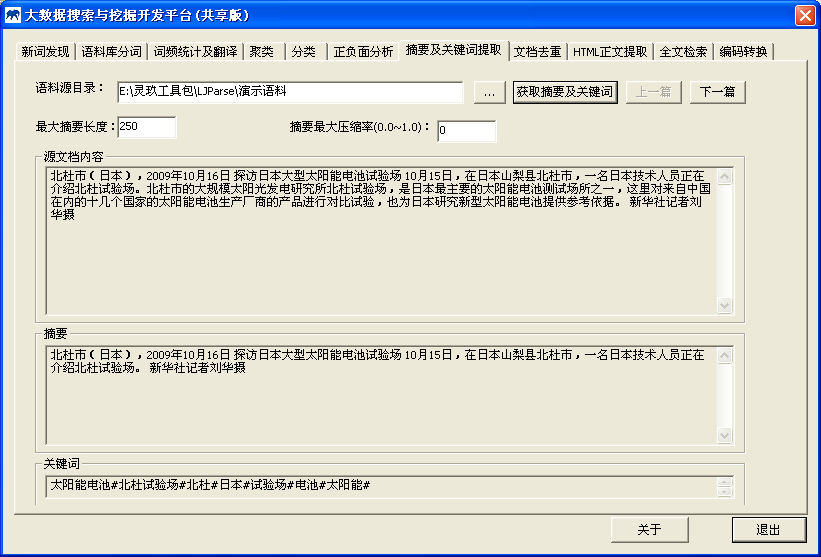 大数据搜索与挖掘开发平台(共享版)
新词发现 语料库分词 词频统计及翻译 聚类 分类 正负面分析 摘要及关键词提取 文档去重 HTML正文提取 全文检索 编码转换
语料源目录: E:\灵玖工具包\LJParse\演示语料 ... 获取摘要及关键词 上一篇 下一篇
最大摘要长度:250 摘要最大压缩率(0.0~1.0): 0
源文档内容
北杜市(日本),2009年10月16日 探访日本大型太阳能电池试验场 10月15日,在日本山梨县北杜市,一名日本技术人员正在
介绍北杜试验场。北杜市的大规模太阳光发电研究所北杜试验场,是日本最主要的太阳能电池测试场所之一,这里对来自中国
在内的十几个国家的太阳能电池生产厂商的产品进行对比试验,也为日本研究新型太阳能电池提供参考依据。 新华社记者刘
华摄
摘要
北杜市(日本),2009年10月16日 探访日本大型太阳能电池试验场 10月15日,在日本山梨县北杜市,一名日本技术人员正在
介绍北杜试验场。 新华社记者刘华摄
关键词
太阳能电池#北杜试验场#北杜#日本#试验场#电池#太阳能#
关于 退出